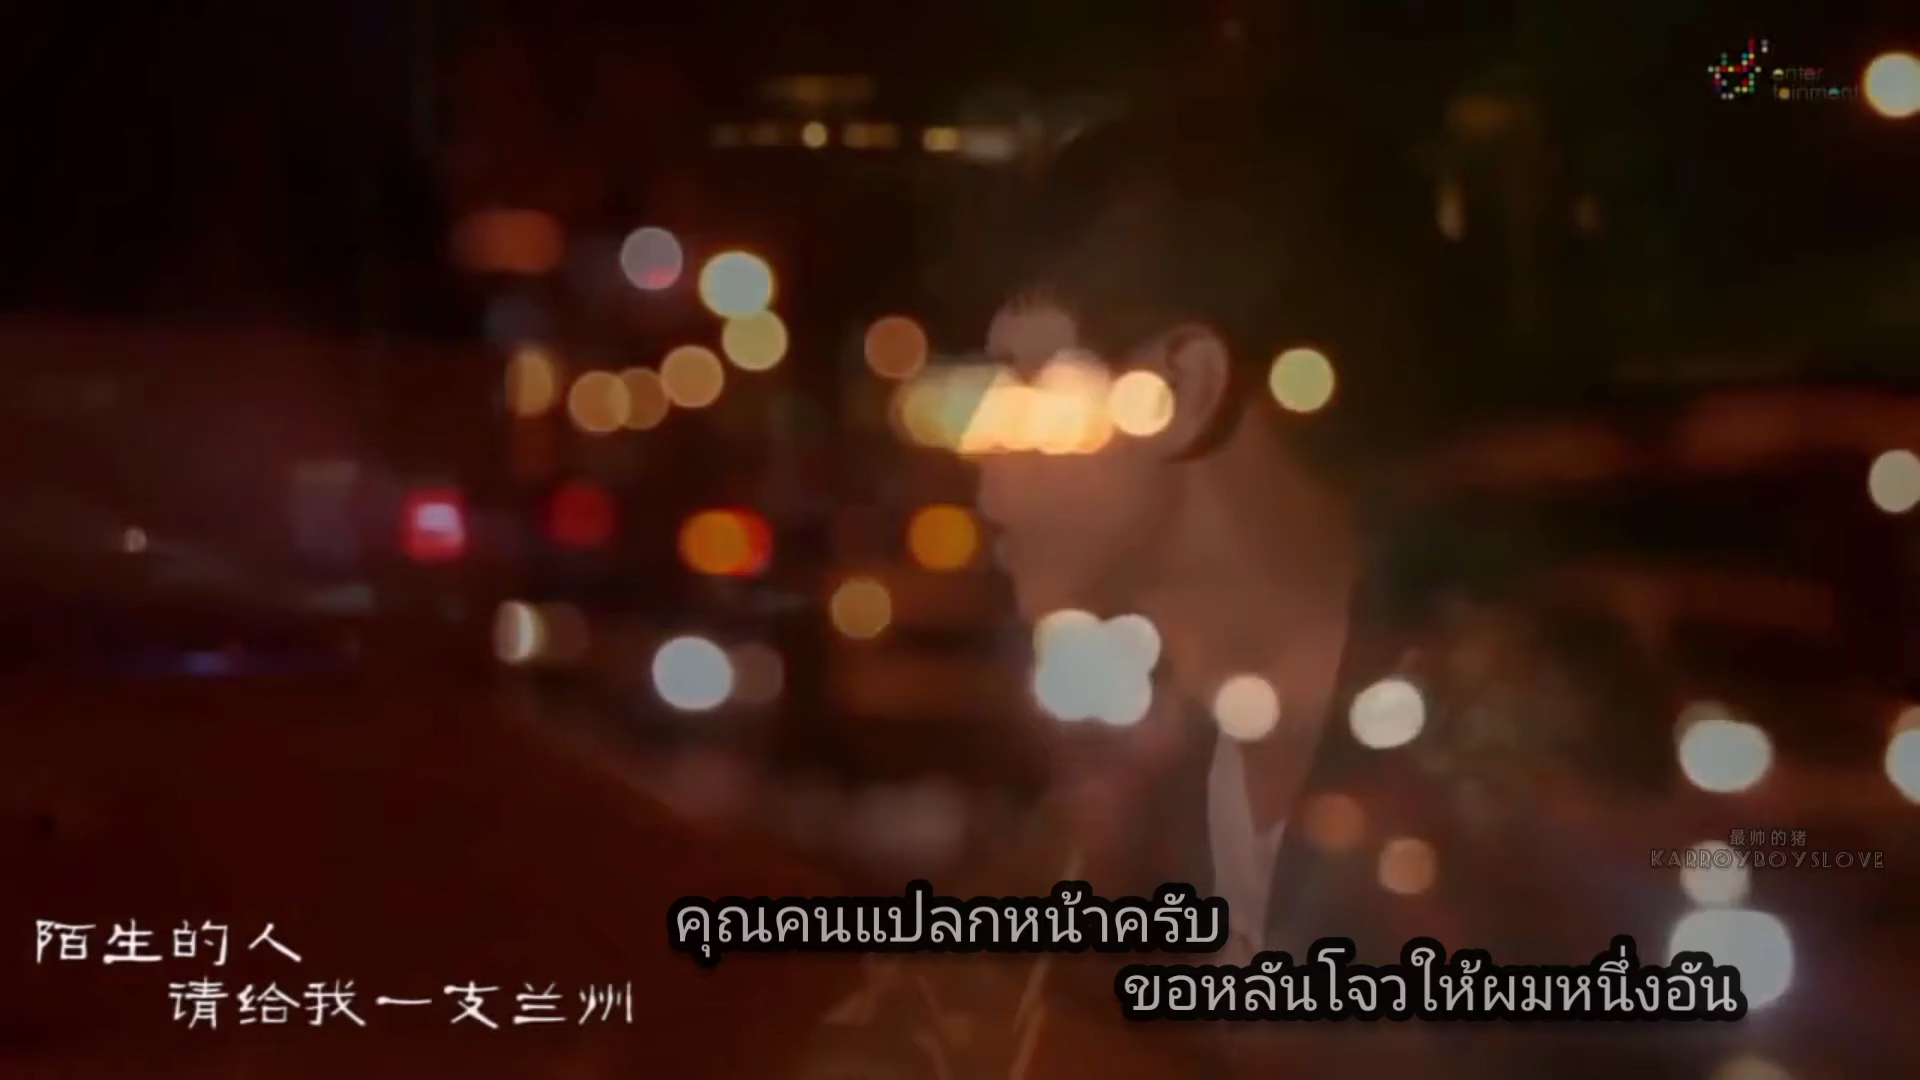 enter
tainment
最帅的猪
KARROYBOYSLOVE
陌生的人
请给我一支兰州
คุณคนแปลกหน้าครับ
ขอหลันโจวให้ผมหนึ่งอัน